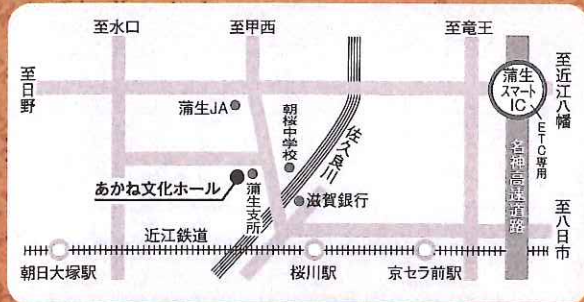 至水口
至甲西
至竜王
至日野
至近江八幡
蒲生
スマート
IC
ETC専用
蒲生JA
朝桜中学校
佐久良川
名神高速道路
あかね文化ホール
蒲生支所
滋賀銀行
至八日市
近江鉄道
朝日大塚駅
桜川駅
京セラ前駅